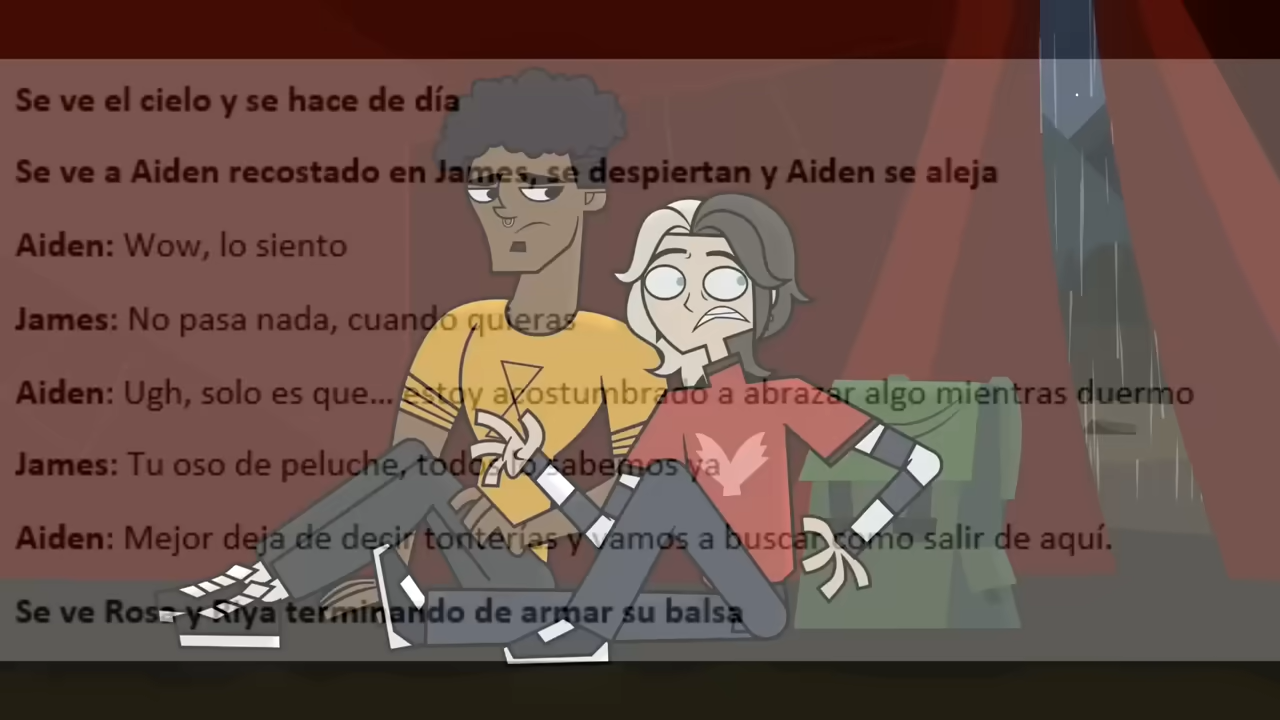 Se ve el cielo y se hace de día
Se ve a Aiden recostado en James, se despiertan y Aiden se aleja
Aiden: Wow, lo siento
James: No pasa nada, cuando quieras
Aiden: Ugh, solo es que... estoy acostumbrado a abrazar algo mientras duermo
James: Tu oso de peluche, todos lo sabemos ya
Aiden: Mejor deja de decir tonterías y vamos a buscar como salir de aquí.
Se ve Rosa y Riya terminando de armar su balsa